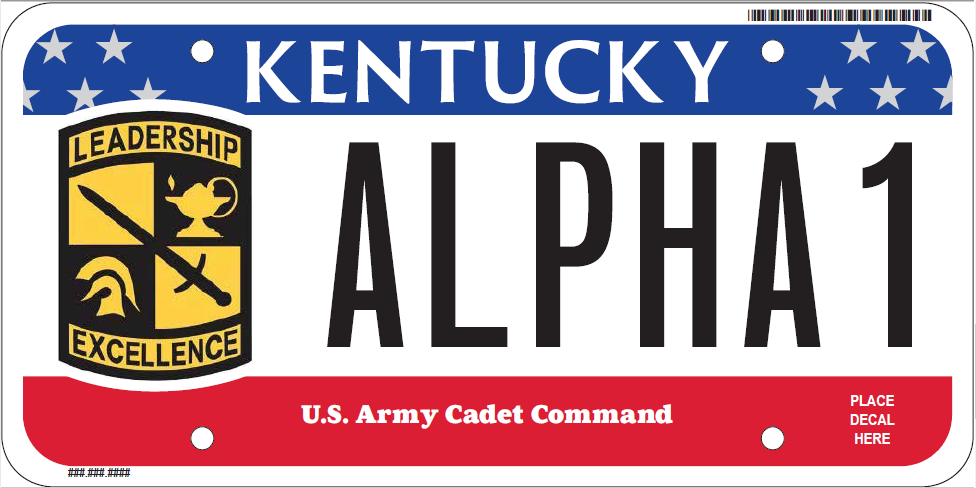 KENTUCKY
LEADERSHIP
ALPHA1
EXCELLENCE
U.S. Army Cadet Command
PLACE
DECAL
HERE
###.###.####